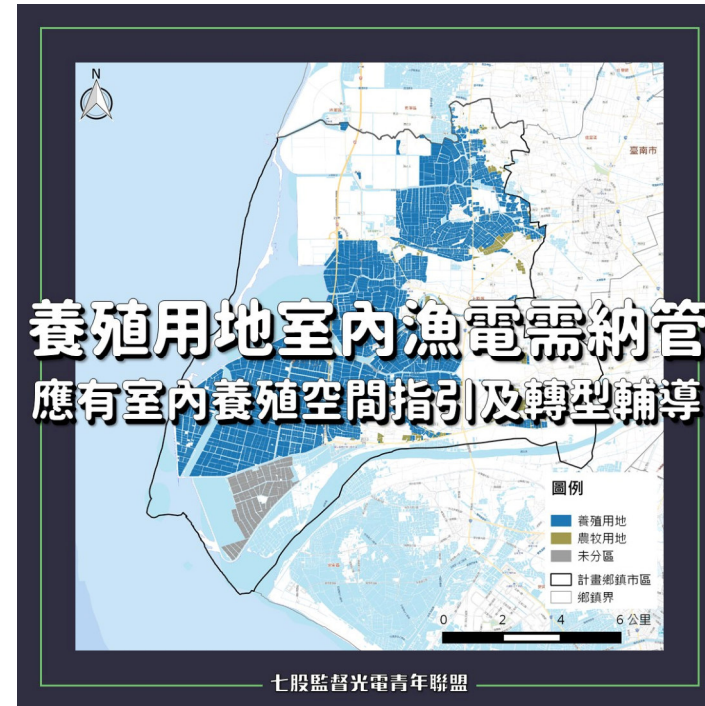 N
臺南市
養殖用地室內漁電需納管
應有室內養殖空間指引及轉型輔導
圖例
養殖用地
農牧用地
未分區
計畫鄉鎮市區
鄉鎮界
0 2 4 6 公里
七股監督光電青年聯盟